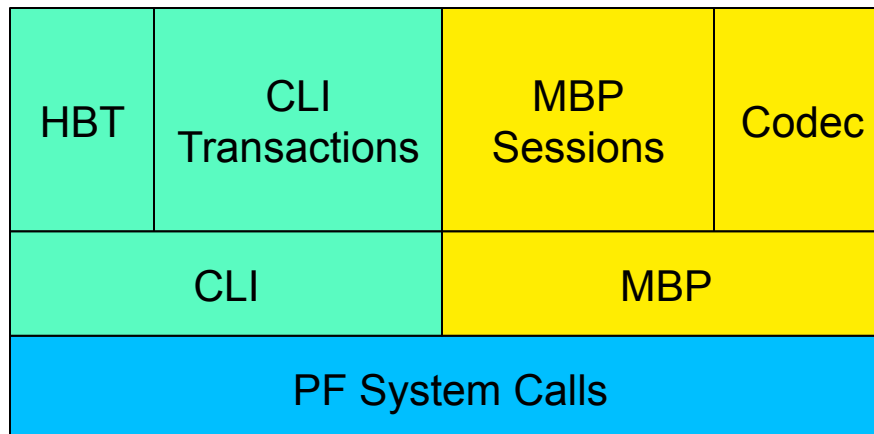 HBT
CLI
Transactions
MBP
Sessions
Codec
CLI
MBP
PF System Calls